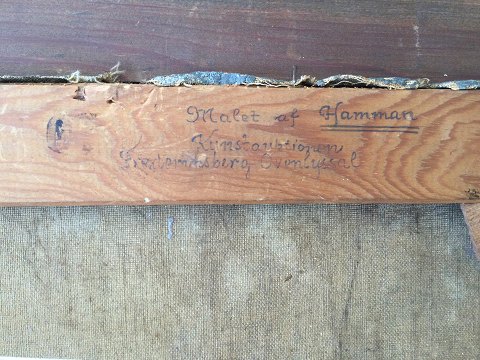 Malet af Hamman
Kunstauktionen
Frederiksberg Ovenlyssal